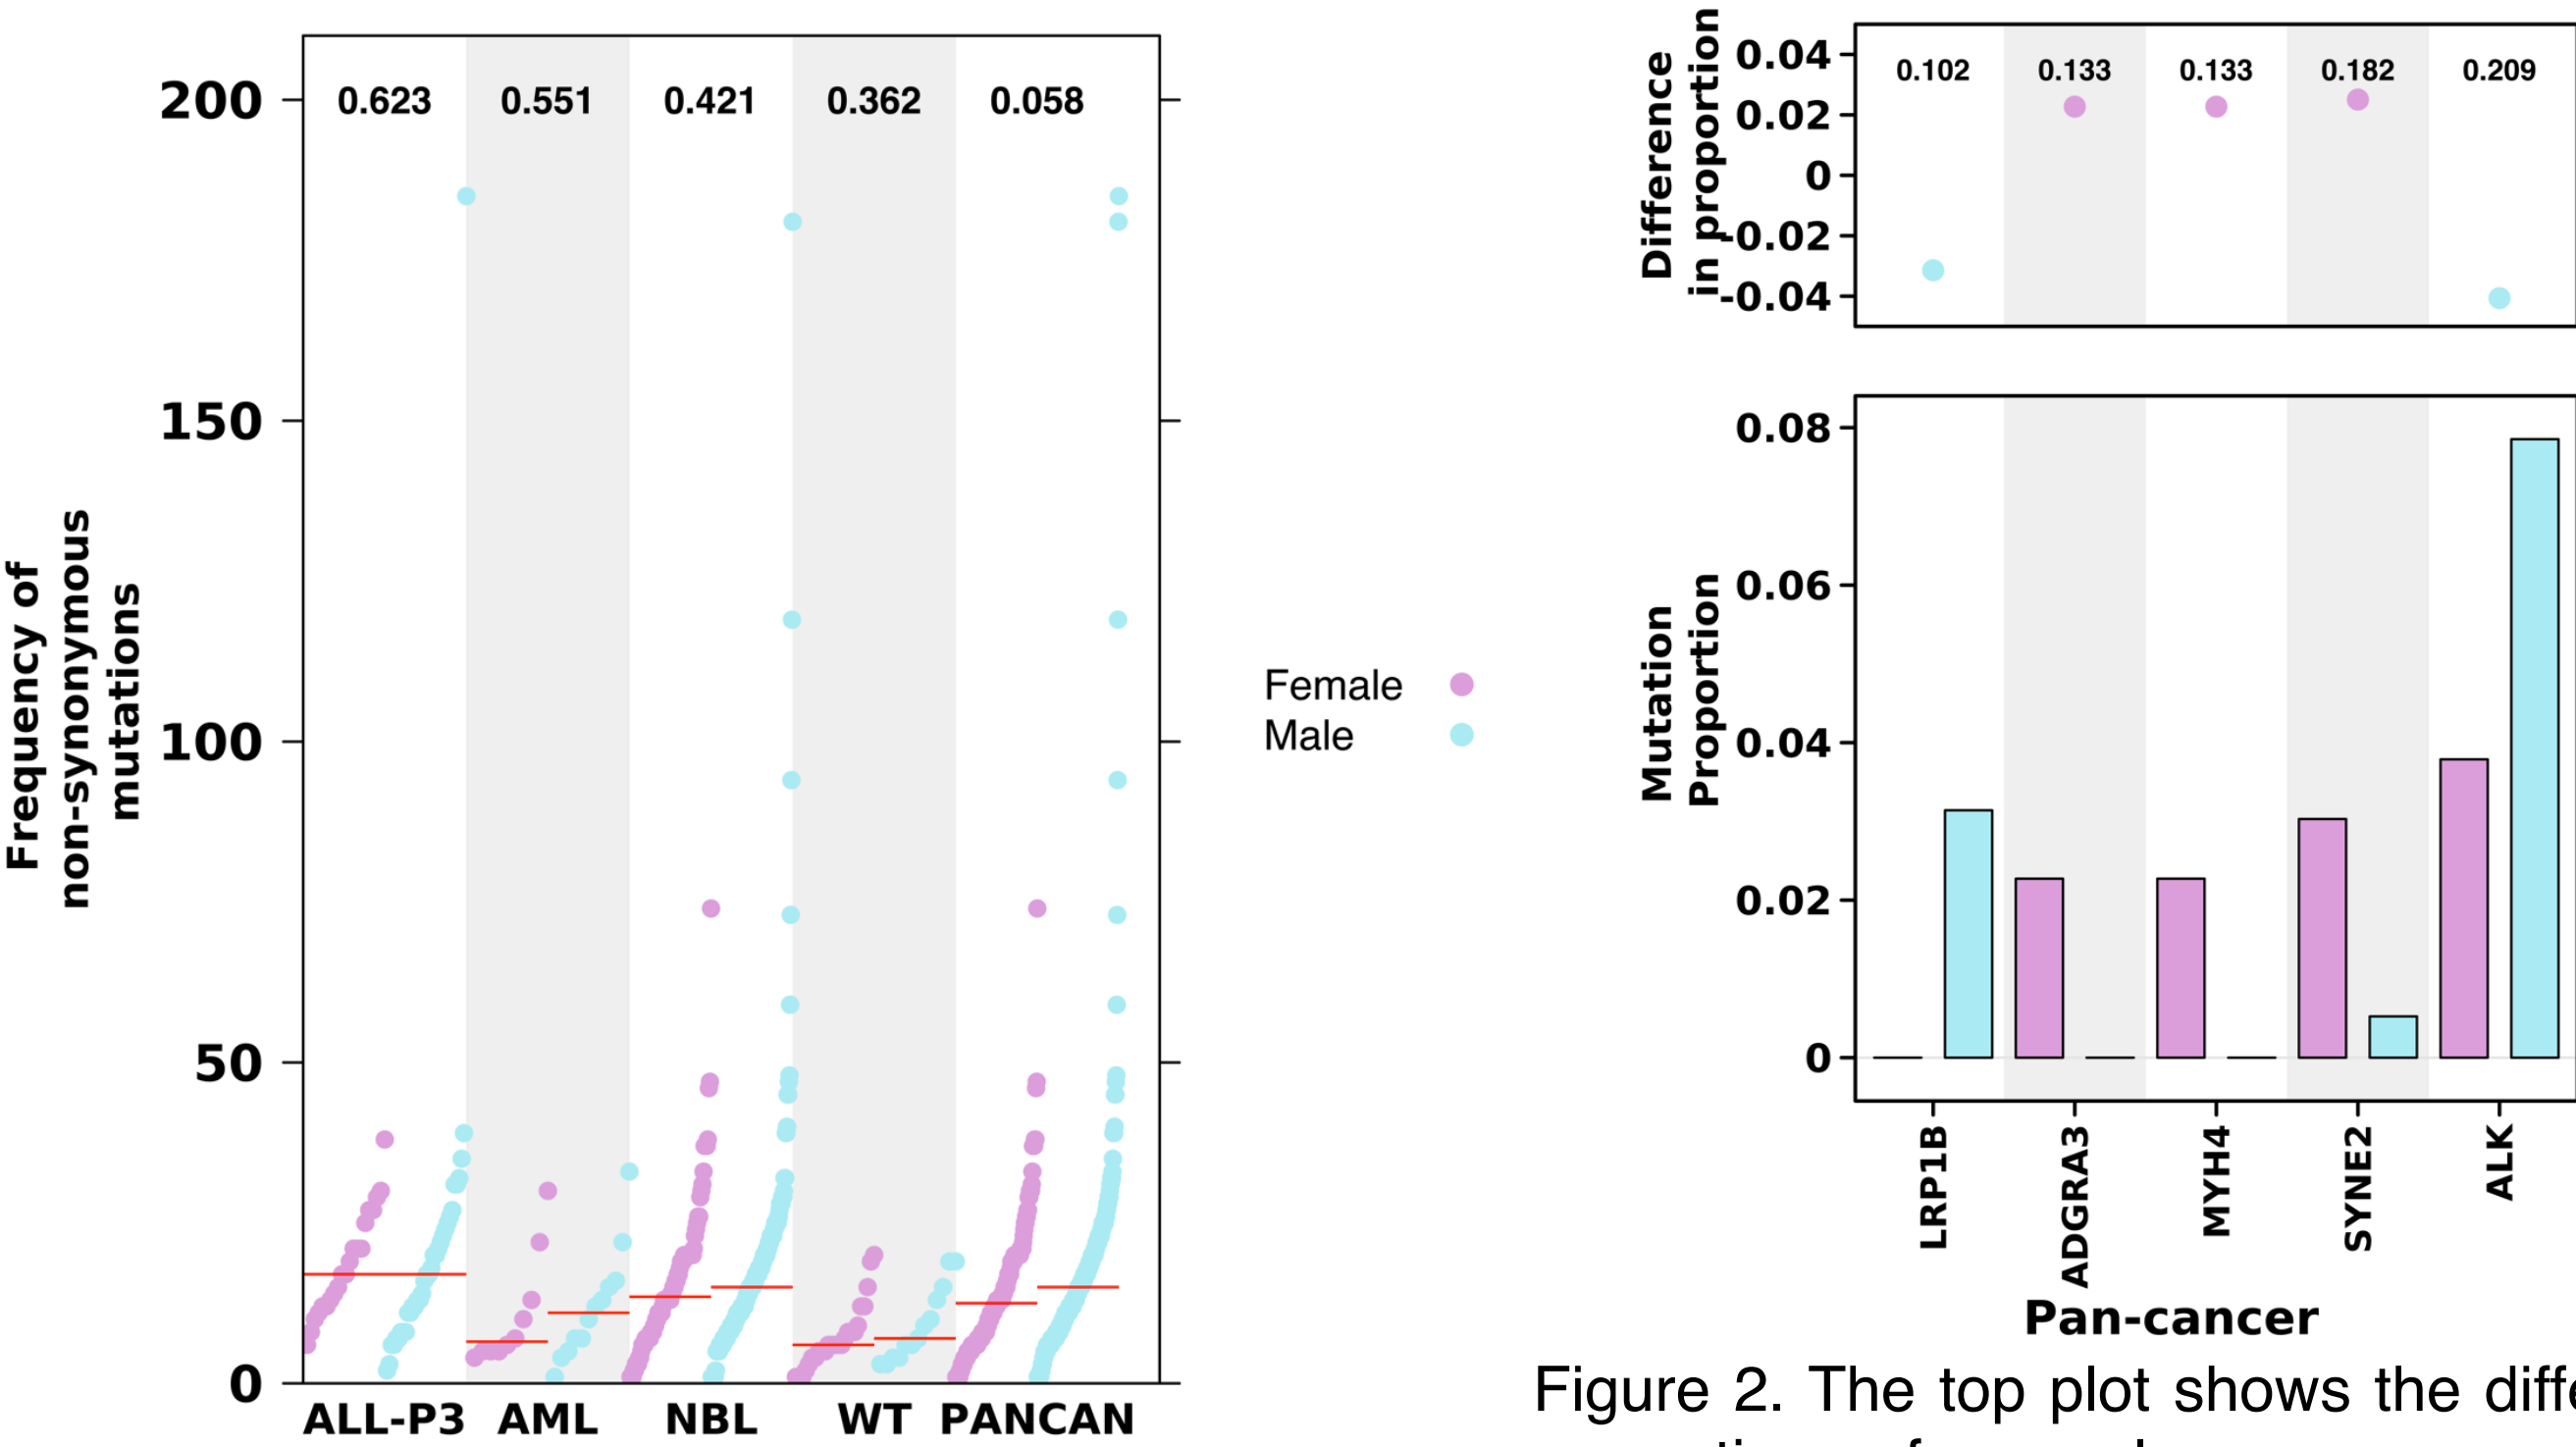 Frequency of
non-synonymous
mutations
200
150
100
50
0
0.623 0.551 0.421 0.362 0.058
ALL-P3 AML NBL WT PANCAN
Female
Male
Difference
in proportion
0.04
0.02
0
-0.02
-0.04
0.102 0.133 0.133 0.182 0.209
Mutation
Proportion
0.08
0.06
0.04
0.02
0
LRP1B
ADGRA3
MYH4
SYNE2
ALK
Pan-cancer
Figure 2. The top plot shows the diffe